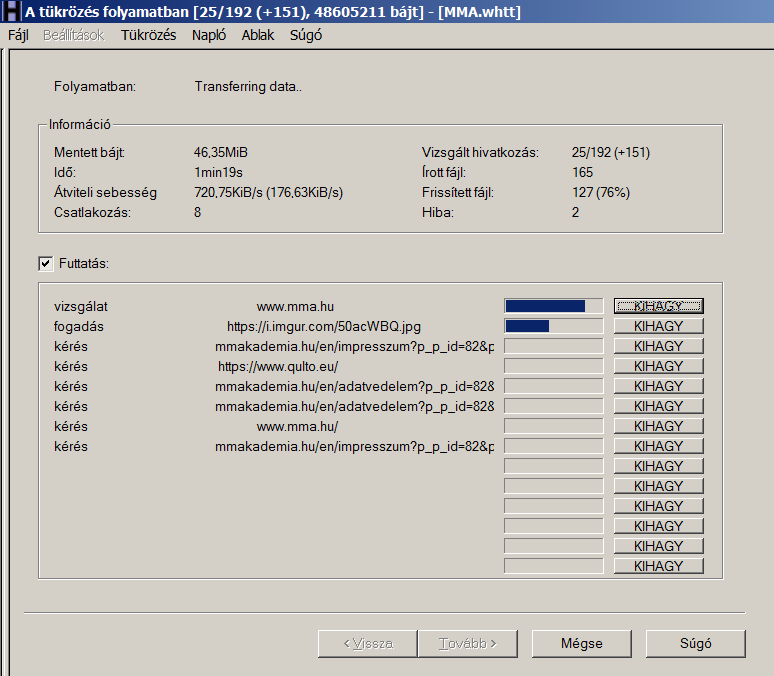 A tükrözés folyamatban [25/192 (+151), 48605211 bájt] - [MMA.whtt]
Fájl Beállítások Tükrözés Napló Ablak Súgó
Folyamatban: Transferring data..
Információ
Mentett bájt: 46,35MiB Vizsgált hivatkozás: 25/192 (+151)
Idő: 1min19s Írott fájl: 165
Átviteli sebesség 720,75KiB/s (176,63KiB/s) Frissített fájl: 127 (76%)
Csatlakozás: 8 Hiba: 2
Futtatás:
vizsgálat www.mma.hu KIHAGY
fogadás https://i.imgur.com/50acWBQ.jpg KIHAGY
kérés mmakademia.hu/en/impresszum?p_p_id=82&p KIHAGY
kérés https://www.qulto.eu/ KIHAGY
kérés mmakademia.hu/en/adatvedelem?p_p_id=82& KIHAGY
kérés mmakademia.hu/en/adatvedelem?p_p_id=82& KIHAGY
kérés www.mma.hu/ KIHAGY
kérés mmakademia.hu/en/impresszum?p_p_id=82&p KIHAGY
KIHAGY
KIHAGY
KIHAGY
KIHAGY
KIHAGY
KIHAGY
< Vissza Tovább > Mégse Súgó